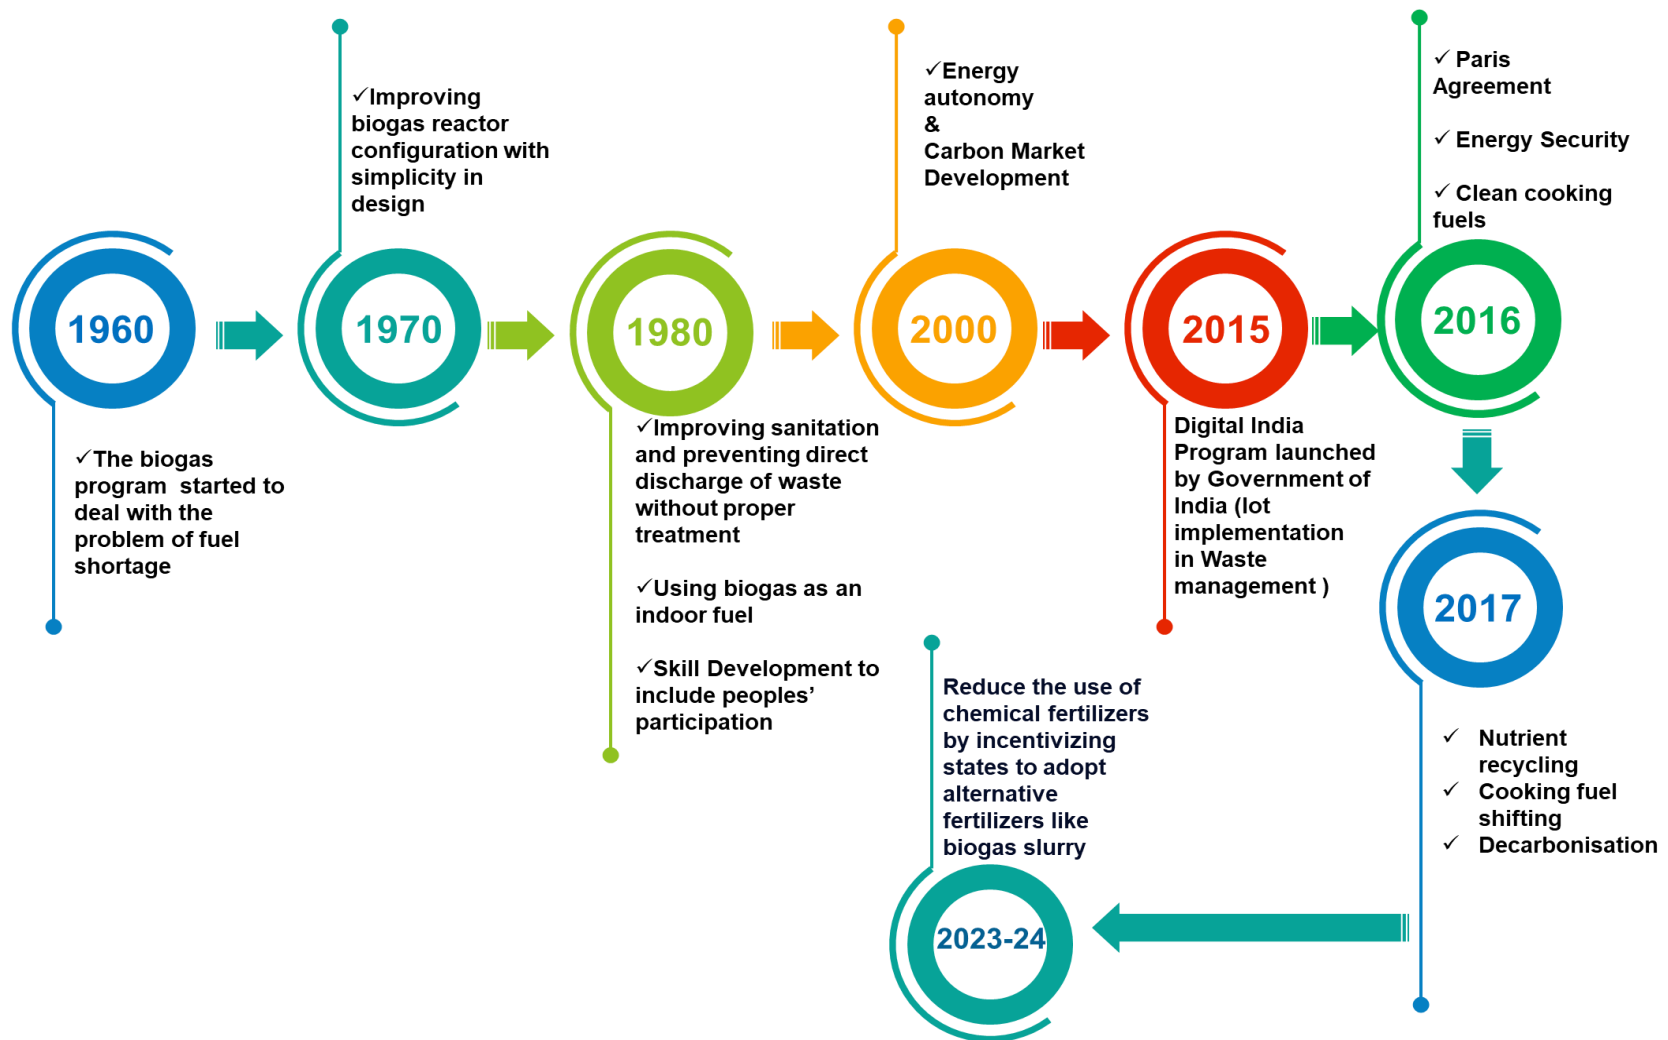 1960
✓The biogas
program started to
deal with the
problem of fuel
shortage
1970
✓Improving
biogas reactor
configuration with
simplicity in
design
1980
✓Improving sanitation
and preventing direct
discharge of waste
without proper
treatment
✓Using biogas as an
indoor fuel
✓Skill Development to
include peoples’
participation
2000
✓Energy
autonomy
&
Carbon Market
Development
2015
Digital India
Program launched
by Government of
India (Iot
implementation
in Waste
management )
2016
✓ Paris
Agreement
✓ Energy Security
✓ Clean cooking
fuels
2017
✓ Nutrient
recycling
✓ Cooking fuel
shifting
✓ Decarbonisation
2023-24
Reduce the use of
chemical fertilizers
by incentivizing
states to adopt
alternative
fertilizers like
biogas slurry